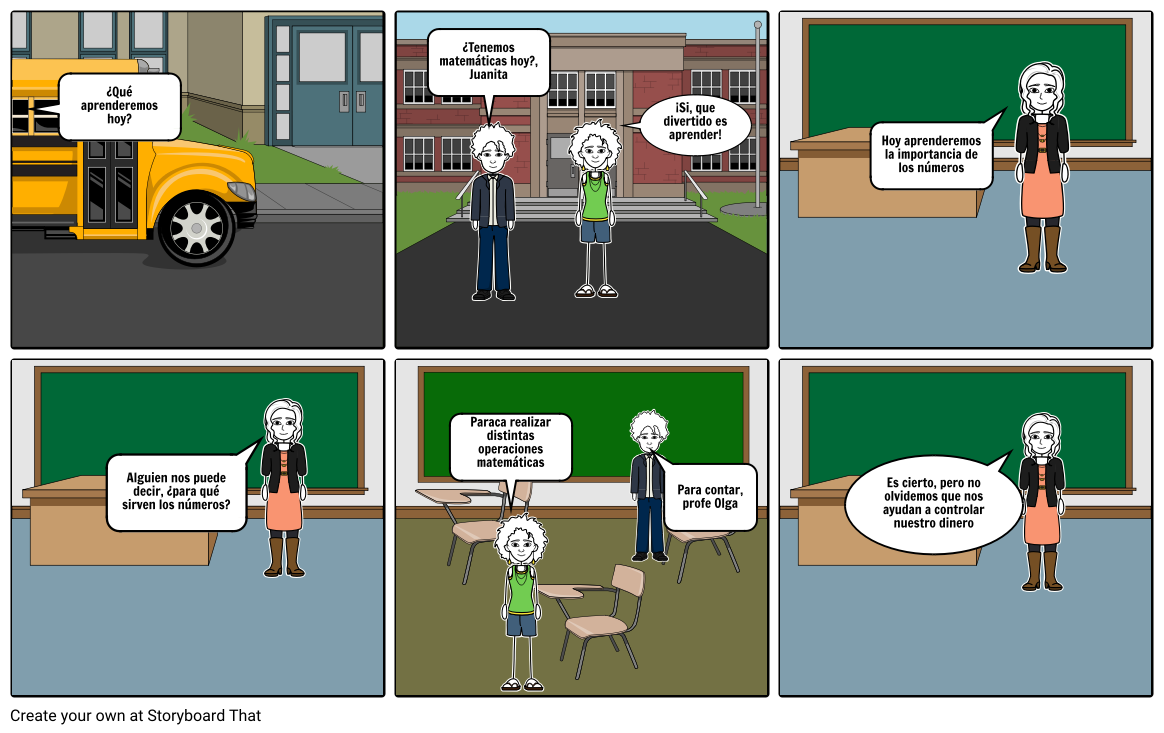 ¿Qué
aprenderemos
hoy?
¿Tenemos
matemáticas hoy?,
Juanita
¡Si, que
divertido es
aprender!
Hoy aprenderemos
la importancia de
los números
Alguien nos puede
decir, ¿para qué
sirven los números?
Paraca realizar
distintas
operaciones
matemáticas
Para contar,
profe Olga
Es cierto, pero no
olvidemos que nos
ayudan a controlar
nuestro dinero
Create your own at Storyboard That